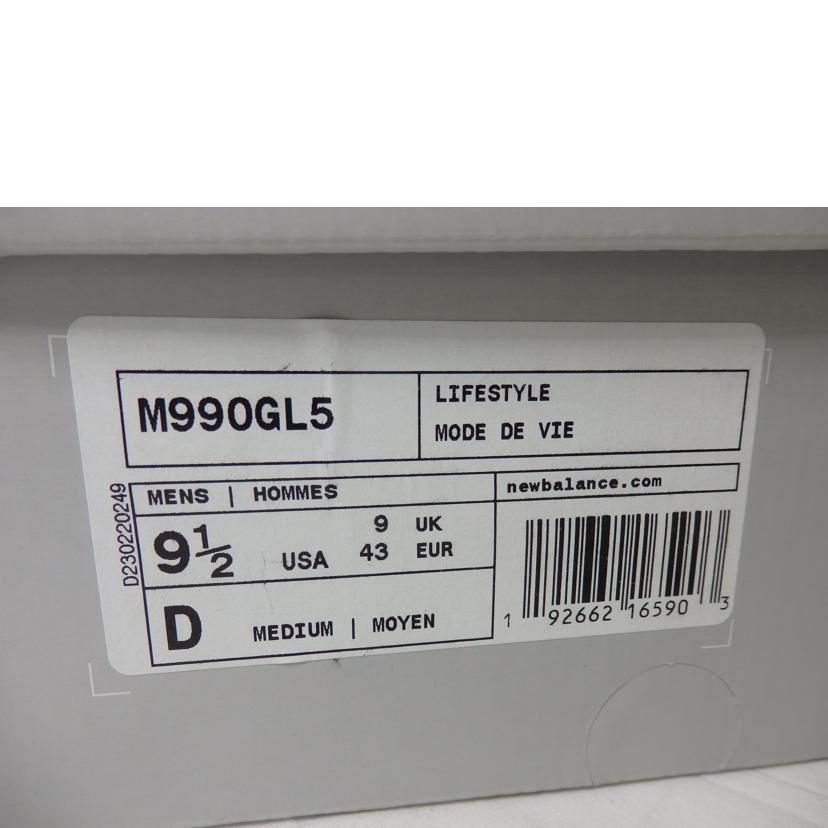 M990GL5
LIFESTYLE
MODE DE VIE
MENS | HOMMES
newbalance.com
D230220249
9½ USA
9 UK
43 EUR
D MEDIUM | MOYEN
1 92662 16590 3